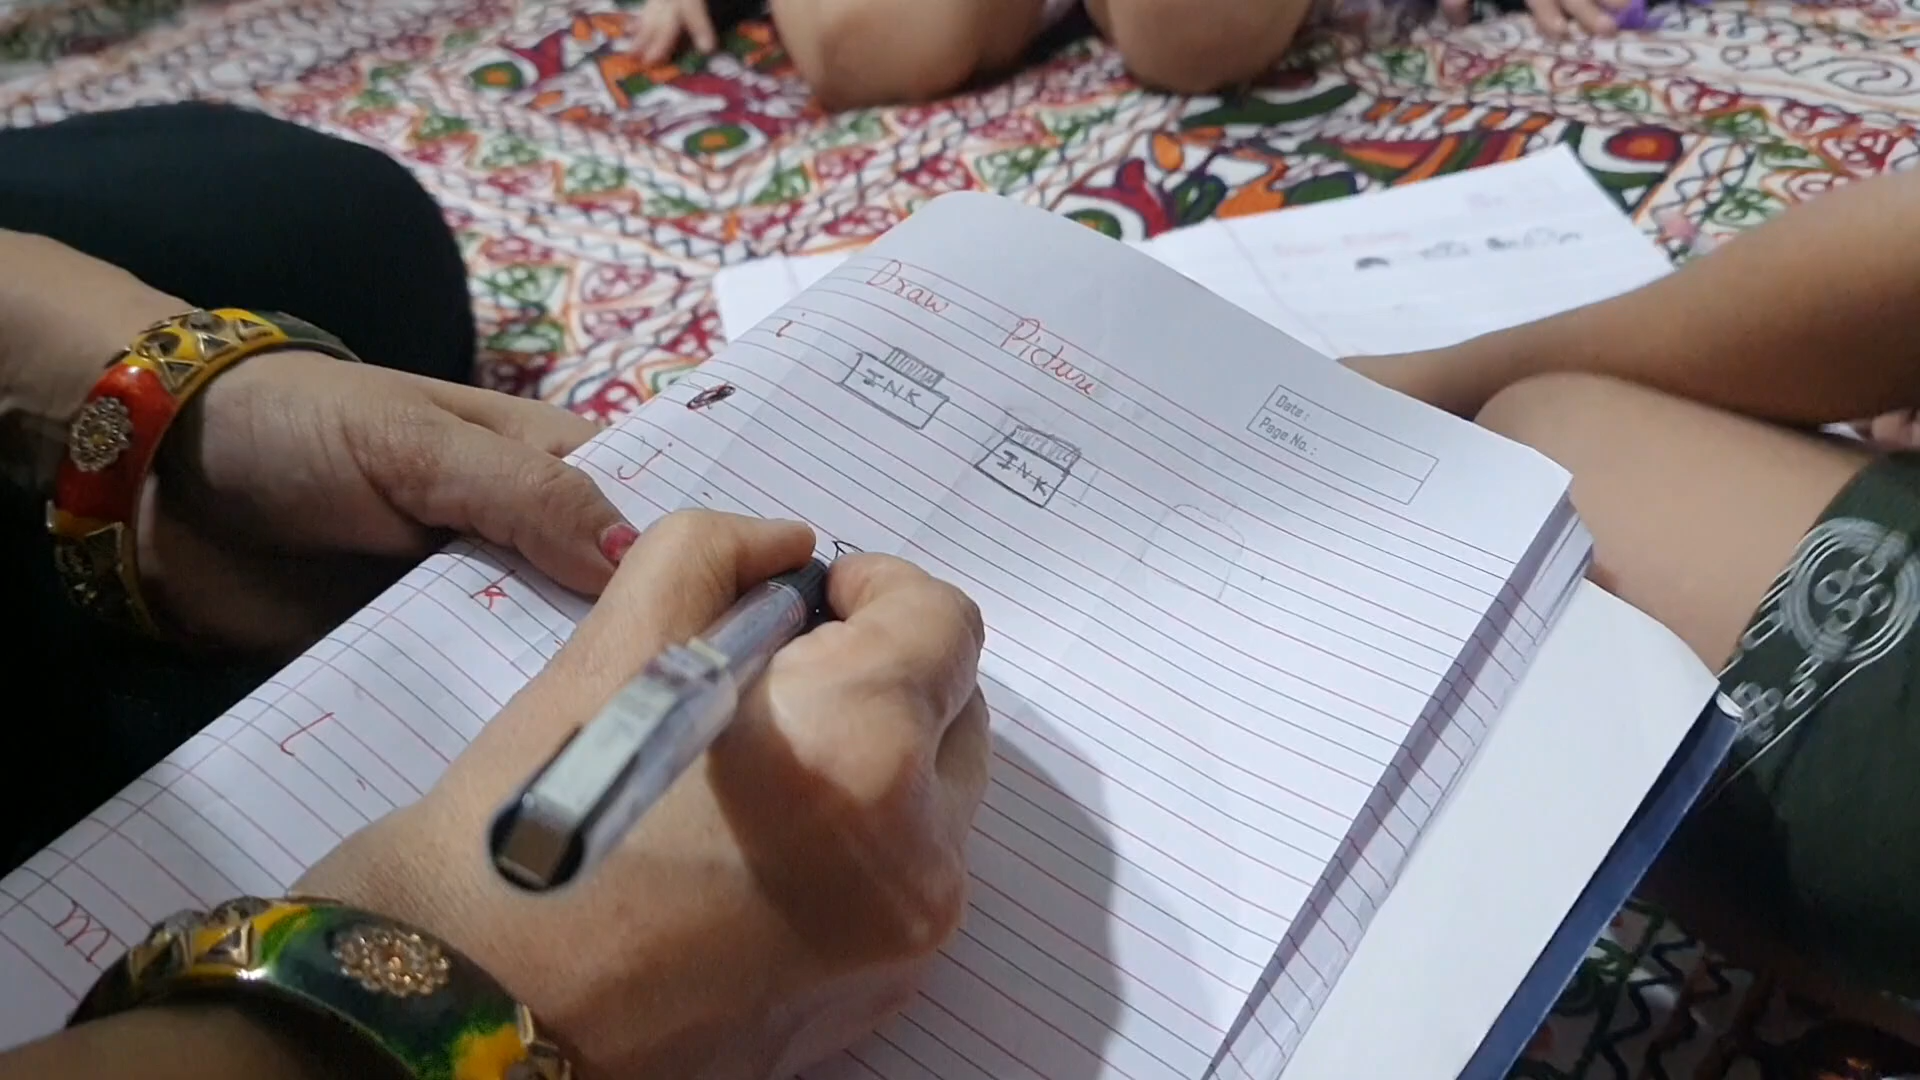 Draw Picture
Date:
Page No.:
i INK INK
j
k
l
m